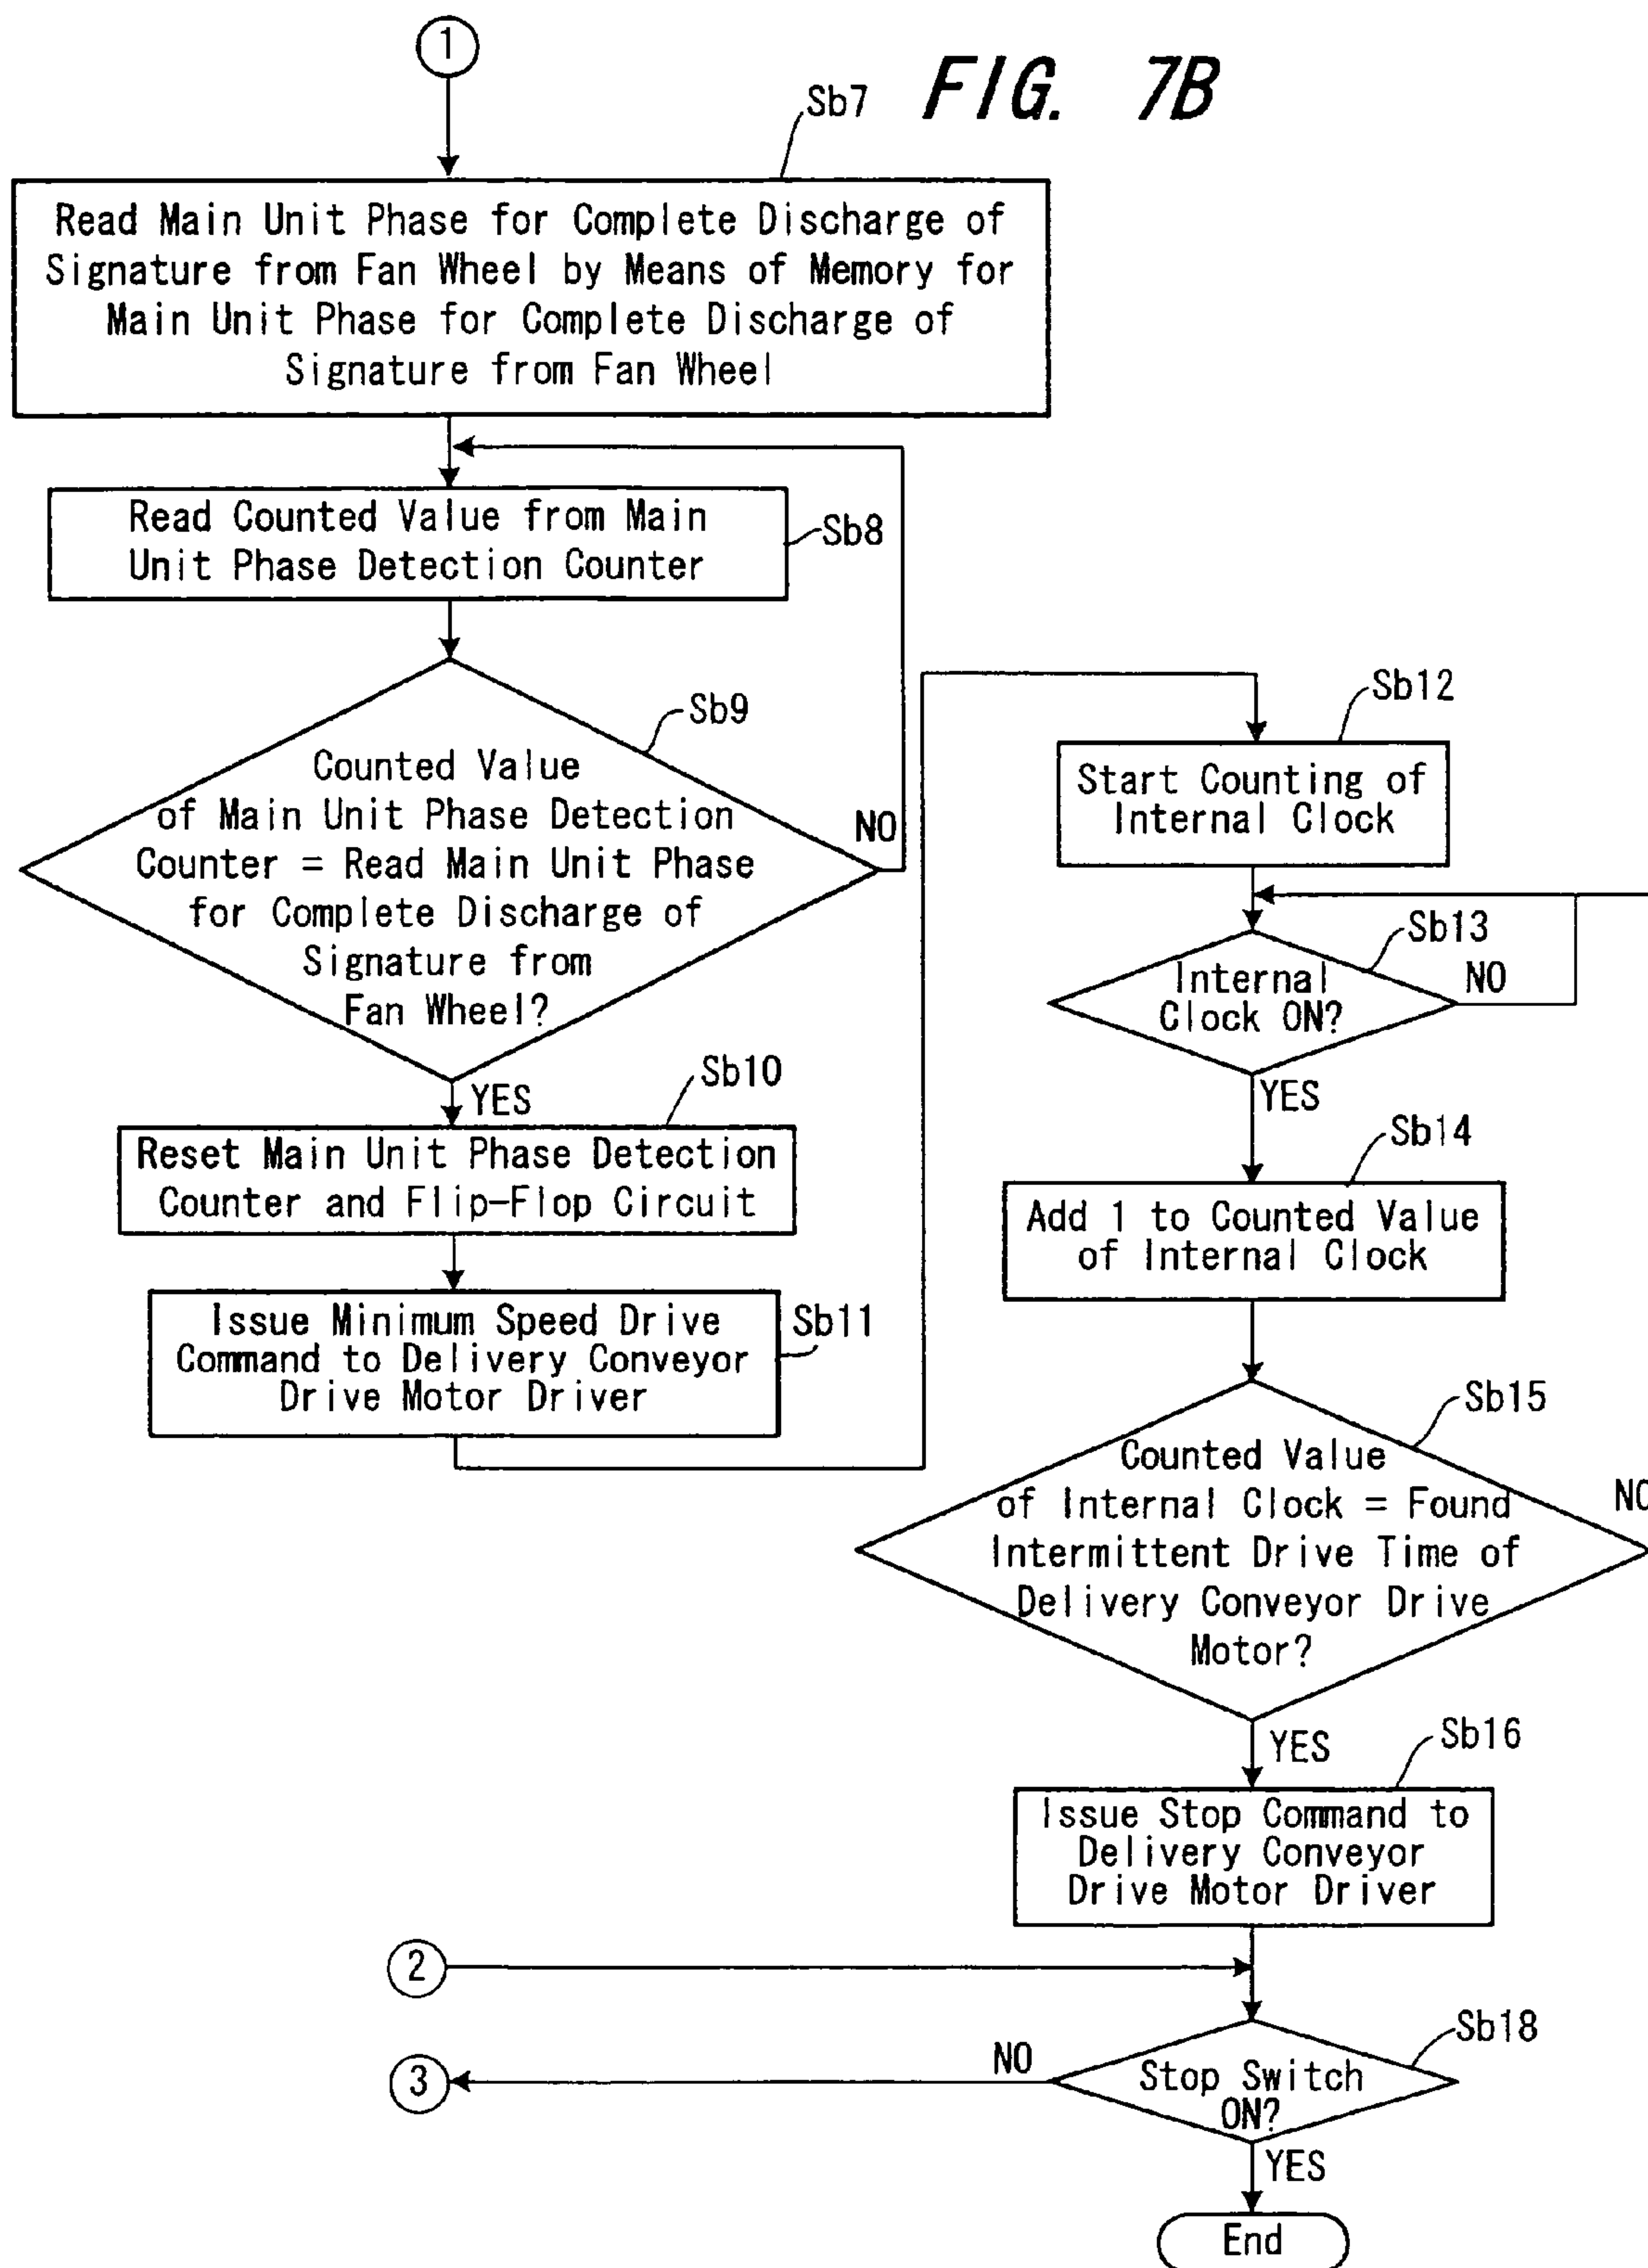 1
FIG. 7B
Sb7
Read Main Unit Phase for Complete Discharge of
Signature from Fan Wheel by Means of Memory for
Main Unit Phase for Complete Discharge of
Signature from Fan Wheel
Read Counted Value from Main
Unit Phase Detection Counter
Sb8
Sb9
Counted Value
of Main Unit Phase Detection
Counter = Read Main Unit Phase
for Complete Discharge of
Signature from
Fan Wheel?
NO
YES
Sb10
Reset Main Unit Phase Detection
Counter and Flip-Flop Circuit
Issue Minimum Speed Drive
Command to Delivery Conveyor
Drive Motor Driver
Sb11
Sb12
Start Counting of
Internal Clock
Sb13
Internal
Clock ON?
NO
YES
Sb14
Add 1 to Counted Value
of Internal Clock
Sb15
Counted Value
of Internal Clock = Found
Intermittent Drive Time of
Delivery Conveyor Drive
Motor?
NO
YES
Sb16
Issue Stop Command to
Delivery Conveyor
Drive Motor Driver
2
Sb18
Stop Switch
ON?
NO
3
YES
End